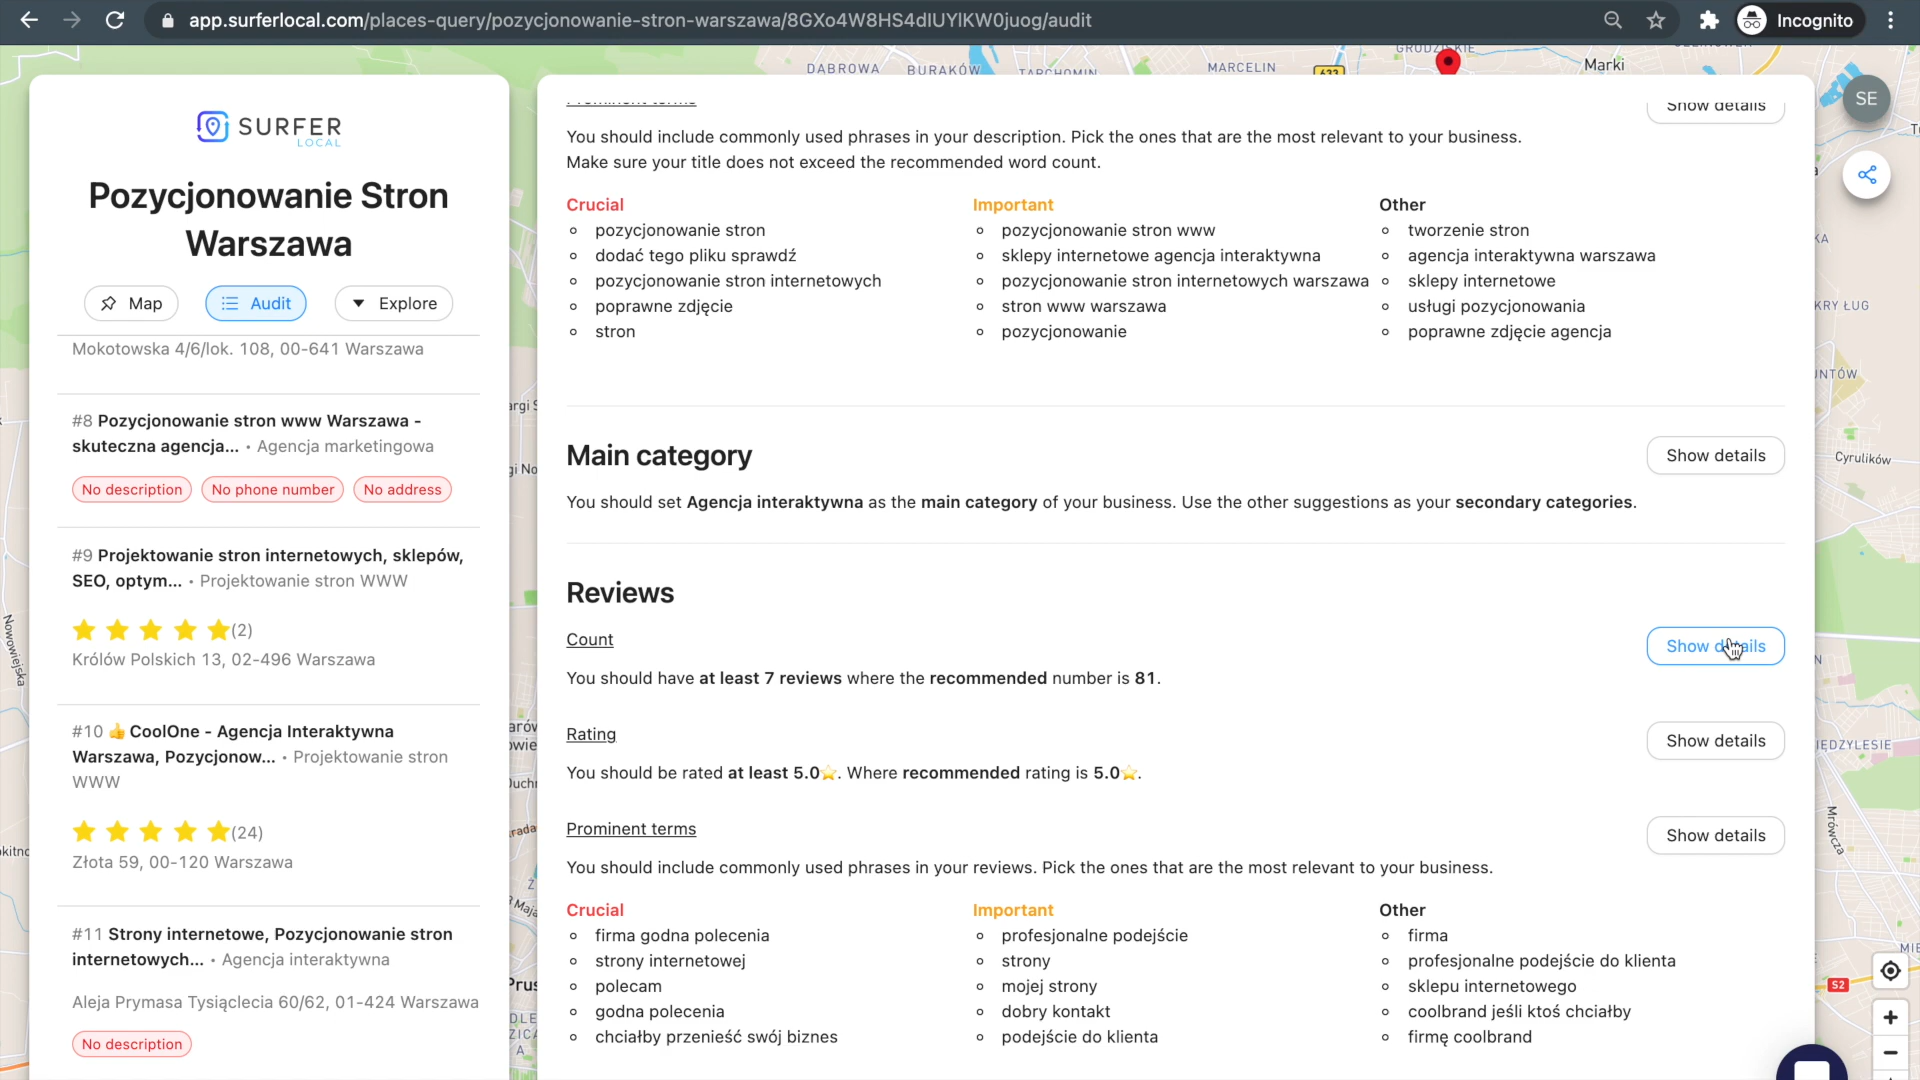 app.surferlocal.com/places-query/pozycjonowanie-stron-warszawa/8GXo4W8HS4dIUYlKW0juog/audit
Incognito
DABROWA
BURAKÓW
TARCHOMIN
MARCELIN
GRODZISKIE
Marki
SE
SURFER
LOCAL
Pozycjonowanie Stron
Warszawa
Map
Audit
Explore
Mokotowska 4/6/lok. 108, 00-641 Warszawa
#8 Pozycjonowanie stron www Warszawa -
skuteczna agencja... • Agencja marketingowa
No description
No phone number
No address
#9 Projektowanie stron internetowych, sklepów,
SEO, optym... • Projektowanie stron WWW
(2)
Królów Polskich 13, 02-496 Warszawa
#10 👍 CoolOne - Agencja Interaktywna
Warszawa, Pozycjonow... • Projektowanie stron
WWW
(24)
Złota 59, 00-120 Warszawa
#11 Strony internetowe, Pozycjonowanie stron
internetowych... • Agencja interaktywna
Aleja Prymasa Tysiąclecia 60/62, 01-424 Warszawa
No description
Prominent terms
Show details
You should include commonly used phrases in your description. Pick the ones that are the most relevant to your business.
Make sure your title does not exceed the recommended word count.
Crucial
pozycjonowanie stron
dodać tego pliku sprawdź
pozycjonowanie stron internetowych
poprawne zdjęcie
stron
Important
pozycjonowanie stron www
sklepy internetowe agencja interaktywna
pozycjonowanie stron internetowych warszawa
stron www warszawa
pozycjonowanie
Other
tworzenie stron
agencja interaktywna warszawa
sklepy internetowe
usługi pozycjonowania
poprawne zdjęcie agencja
Main category
Show details
You should set Agencja interaktywna as the main category of your business. Use the other suggestions as your secondary categories.
Reviews
Count
Show details
You should have at least 7 reviews where the recommended number is 81.
Rating
Show details
You should be rated at least 5.0⭐. Where recommended rating is 5.0⭐.
Prominent terms
Show details
You should include commonly used phrases in your reviews. Pick the ones that are the most relevant to your business.
Crucial
firma godna polecenia
strony internetowej
polecam
godna polecenia
chciałby przenieść swój biznes
Important
profesjonalne podejście
strony
mojej strony
dobry kontakt
podejście do klienta
Other
firma
profesjonalne podejście do klienta
sklepu internetowego
coolbrand jeśli ktoś chciałby
firmę coolbrand
Nowowiejska
KRY ŁUG
Cyrulików
Mrówcza
S2
+
−